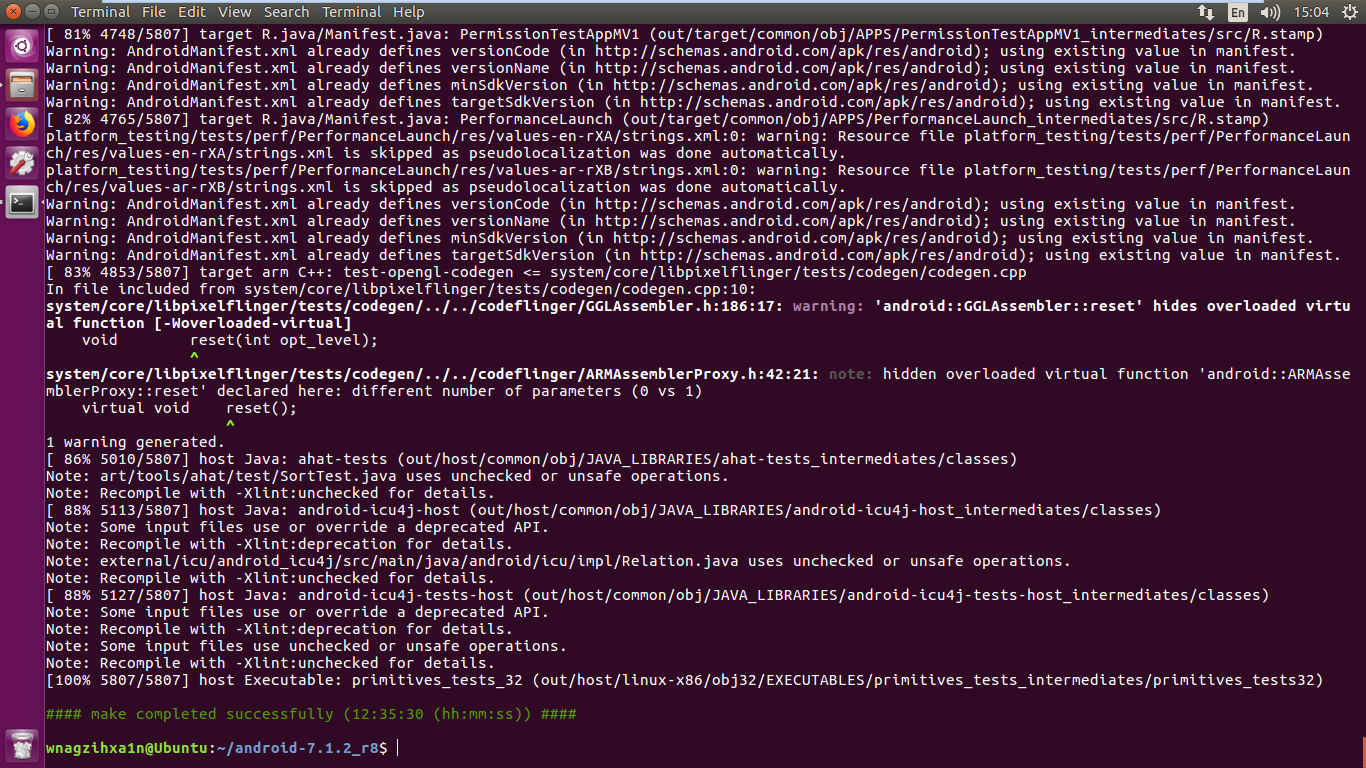 Terminal File Edit View Search Terminal Help En 15:04
[ 81% 4748/5807] target R.java/Manifest.java: PermissionTestAppMV1 (out/target/common/obj/APPS/PermissionTestAppMV1_intermediates/src/R.stamp)
Warning: AndroidManifest.xml already defines versionCode (in http://schemas.android.com/apk/res/android); using existing value in manifest.
Warning: AndroidManifest.xml already defines versionName (in http://schemas.android.com/apk/res/android); using existing value in manifest.
Warning: AndroidManifest.xml already defines minSdkVersion (in http://schemas.android.com/apk/res/android); using existing value in manifest.
Warning: AndroidManifest.xml already defines targetSdkVersion (in http://schemas.android.com/apk/res/android); using existing value in manifest.
[ 82% 4765/5807] target R.java/Manifest.java: PerformanceLaunch (out/target/common/obj/APPS/PerformanceLaunch_intermediates/src/R.stamp)
platform_testing/tests/perf/PerformanceLaunch/res/values-en-rXA/strings.xml:0: warning: Resource file platform_testing/tests/perf/PerformanceLaun
ch/res/values-en-rXA/strings.xml is skipped as pseudolocalization was done automatically.
platform_testing/tests/perf/PerformanceLaunch/res/values-ar-rXB/strings.xml:0: warning: Resource file platform_testing/tests/perf/PerformanceLaun
ch/res/values-ar-rXB/strings.xml is skipped as pseudolocalization was done automatically.
Warning: AndroidManifest.xml already defines versionCode (in http://schemas.android.com/apk/res/android); using existing value in manifest.
Warning: AndroidManifest.xml already defines versionName (in http://schemas.android.com/apk/res/android); using existing value in manifest.
Warning: AndroidManifest.xml already defines minSdkVersion (in http://schemas.android.com/apk/res/android); using existing value in manifest.
Warning: AndroidManifest.xml already defines targetSdkVersion (in http://schemas.android.com/apk/res/android); using existing value in manifest.
[ 83% 4853/5807] target arm C++: test-opengl-codegen <= system/core/libpixelflinger/tests/codegen/codegen.cpp
In file included from system/core/libpixelflinger/tests/codegen/codegen.cpp:10:
system/core/libpixelflinger/tests/codegen/../../codeflinger/GGLAssembler.h:186:17: warning: 'android::GGLAssembler::reset' hides overloaded virtu
al function [-Woverloaded-virtual]
    void        reset(int opt_level);
                ^
system/core/libpixelflinger/tests/codegen/../../codeflinger/ARMAssemblerProxy.h:42:21: note: hidden overloaded virtual function 'android::ARMAsse
mblerProxy::reset' declared here: different number of parameters (0 vs 1)
    virtual void    reset();
                    ^
1 warning generated.
[ 86% 5010/5807] host Java: ahat-tests (out/host/common/obj/JAVA_LIBRARIES/ahat-tests_intermediates/classes)
Note: art/tools/ahat/test/SortTest.java uses unchecked or unsafe operations.
Note: Recompile with -Xlint:unchecked for details.
[ 88% 5113/5807] host Java: android-icu4j-host (out/host/common/obj/JAVA_LIBRARIES/android-icu4j-host_intermediates/classes)
Note: Some input files use or override a deprecated API.
Note: Recompile with -Xlint:deprecation for details.
Note: external/icu/android_icu4j/src/main/java/android/icu/impl/Relation.java uses unchecked or unsafe operations.
Note: Recompile with -Xlint:unchecked for details.
[ 88% 5127/5807] host Java: android-icu4j-tests-host (out/host/common/obj/JAVA_LIBRARIES/android-icu4j-tests-host_intermediates/classes)
Note: Some input files use or override a deprecated API.
Note: Recompile with -Xlint:deprecation for details.
Note: Some input files use unchecked or unsafe operations.
Note: Recompile with -Xlint:unchecked for details.
[100% 5807/5807] host Executable: primitives_tests_32 (out/host/linux-x86/obj32/EXECUTABLES/primitives_tests_intermediates/primitives_tests32)
#### make completed successfully (12:35:30 (hh:mm:ss)) ####
wnagzihxa1n@Ubuntu:~/android-7.1.2_r8$